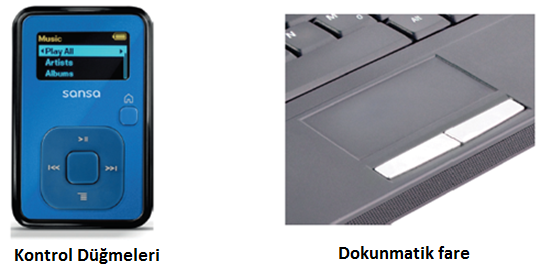 Music
Play All
Artists
Albums
sansa
Kontrol Düğmeleri
Dokunmatik fare